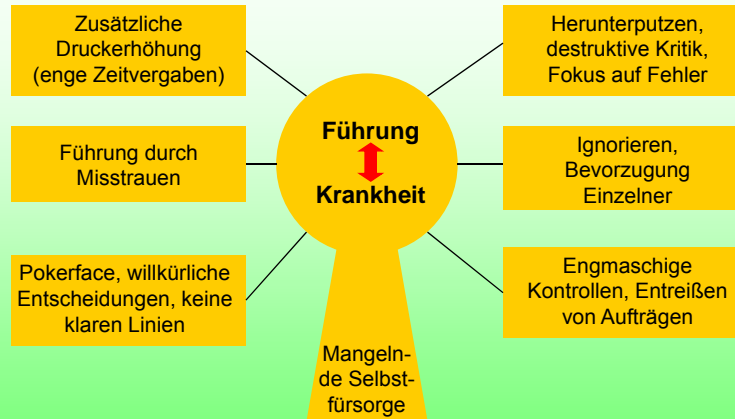 Zusätzliche
Druckerhöhung
(enge Zeitvergaben)
Herunterputzen,
destruktive Kritik,
Fokus auf Fehler
Führung
Krankheit
Führung durch
Misstrauen
Ignorieren,
Bevorzugung
Einzelner
Pokerface, willkürliche
Entscheidungen, keine
klaren Linien
Engmaschige
Kontrollen, Entreißen
von Aufträgen
Mangeln-
de Selbst-
fürsorge